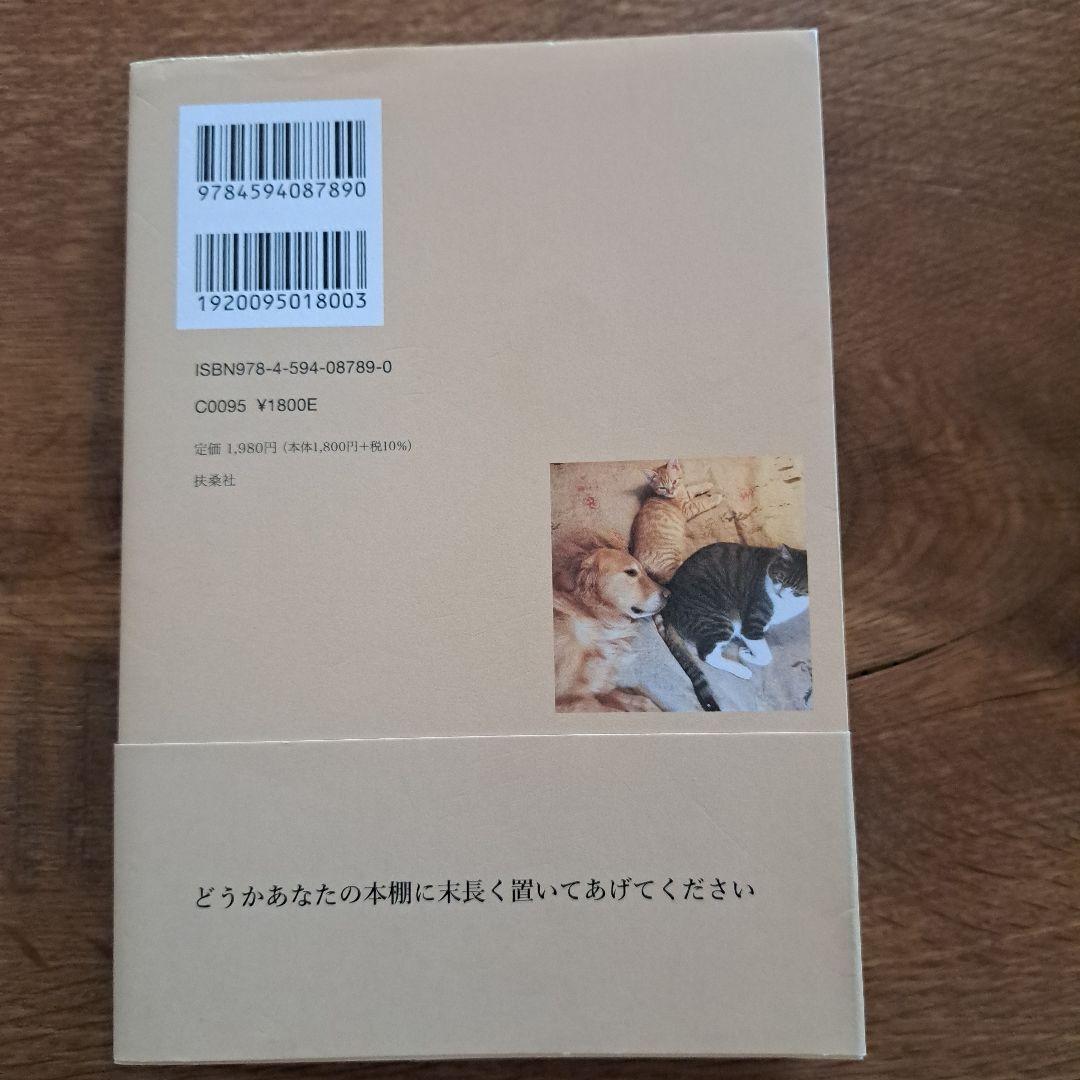 9784594087890
1920095018003
ISBN978-4-594-08789-0
C0095 ¥1800E
定価 1,980円（本体1,800円＋税10%）
扶桑社
どうかあなたの本棚に末長く置いてあげてください